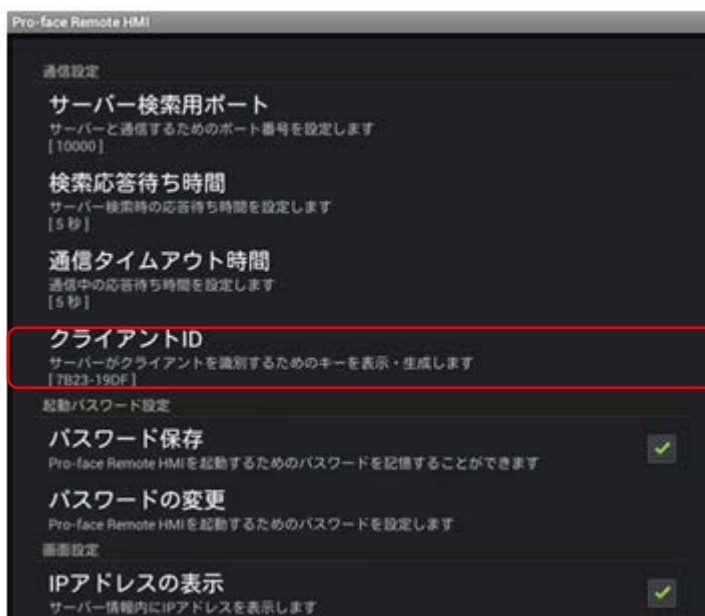 Pro-face Remote HMI
通信設定
サーバー検索用ポート
サーバーと通信するためのポート番号を設定します
[10000]
検索応答待ち時間
サーバー検索時の応答待ち時間を設定します
[5 秒]
通信タイムアウト時間
通信中の応答待ち時間を設定します
[5 秒]
クライアントID
サーバーがクライアントを識別するためのキーを表示・生成します
[7B23-19DF]
起動パスワード設定
パスワード保存
Pro-face Remote HMIを起動するためのパスワードを記憶することができます
パスワードの変更
Pro-face Remote HMIを起動するためのパスワードを設定します
画面設定
IPアドレスの表示
サーバー情報内にIPアドレスを表示します